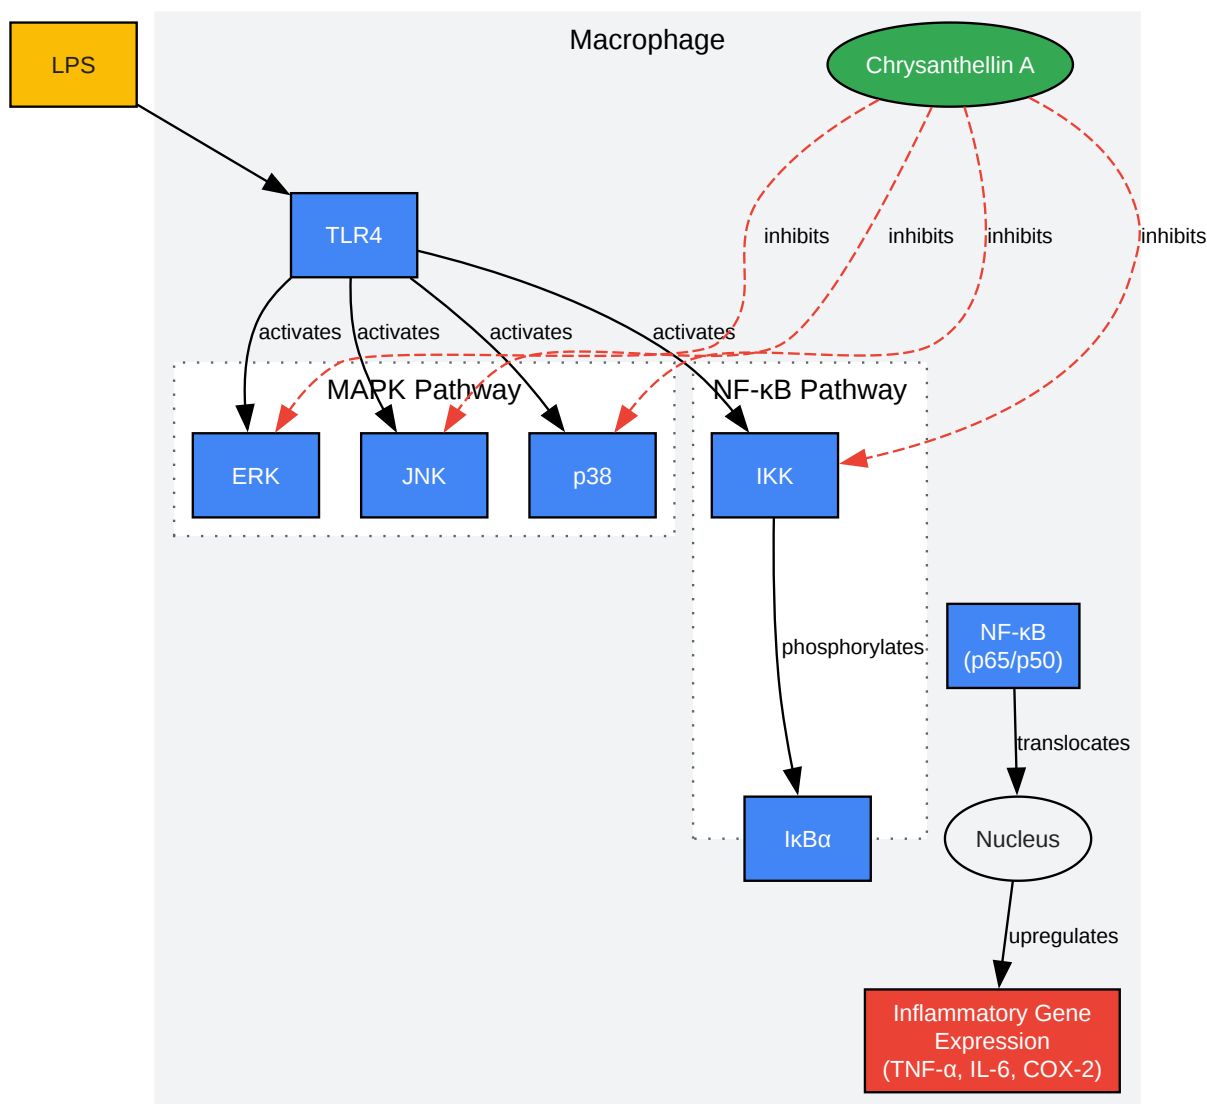 Macrophage
LPS
Chrysanthellin A
TLR4
inhibits
inhibits
inhibits
inhibits
activates
activates
activates
activates
MAPK Pathway
NF-κB Pathway
ERK
JNK
p38
IKK
NF-κB
(p65/p50)
phosphorylates
translocates
IκBα
Nucleus
upregulates
Inflammatory Gene
Expression
(TNF-α, IL-6, COX-2)